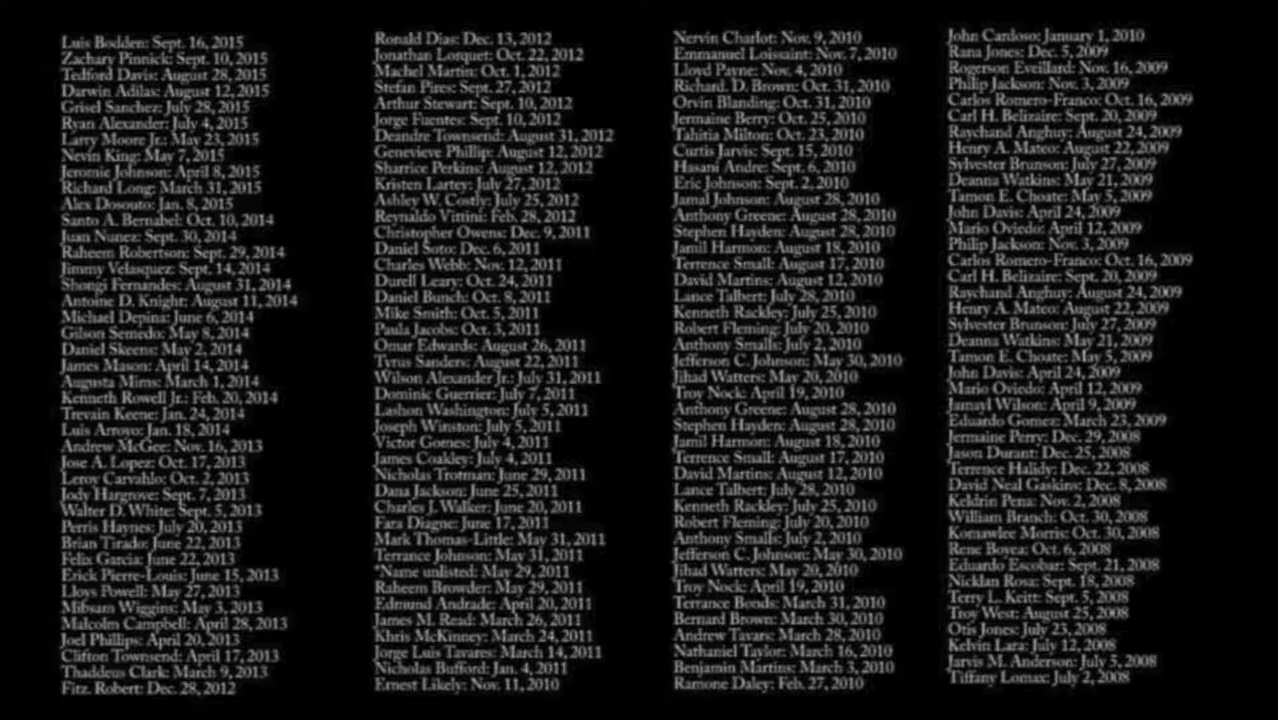 Luis Bodden: Sept. 16, 2015
Zachary Pinnick: Sept. 10, 2015
Tedford Davis: August 28, 2015
Darwin Adilas: August 12, 2015
Grisel Sanchez: July 28, 2015
Ryan Alexander: July 4, 2015
Larry Moore Jr.: May 23, 2015
Nevin King: May 7, 2015
Jeromie Johnson: April 8, 2015
Richard Long: March 31, 2015
Alex Dosouto: Jan. 8, 2015
Santo A. Bernabel: Oct. 10, 2014
Juan Nunez: Sept. 30, 2014
Raheem Robertson: Sept. 29, 2014
Jimmy Velasquez: Sept. 14, 2014
Shongi Fernandes: August 31, 2014
Antoine D. Knight: August 11, 2014
Michael Depina: June 6, 2014
Gilson Semedo: May 8, 2014
Daniel Skeens: May 2, 2014
James Mason: April 14, 2014
Augusta Mims: March 1, 2014
Kenneth Rowell Jr.: Feb. 20, 2014
Trevain Keene: Jan. 24, 2014
Luis Arroyo: Jan. 18, 2014
Andrew McGee: Nov. 16, 2013
Jose A. Lopez: Oct. 17, 2013
Leroy Carvahlo: Oct. 2, 2013
Jody Hargrove: Sept. 7, 2013
Walter D. White: Sept. 5, 2013
Perris Haynes: July 20, 2013
Brian Tirado: June 22, 2013
Felix Garcia: June 22, 2013
Erick Pierre-Louis: June 15, 2013
Lloys Powell: May 27, 2013
Mibsam Wiggins: May 3, 2013
Malcolm Campbell: April 28, 2013
Joel Phillips: April 20, 2013
Clifton Townsend: April 17, 2013
Thaddeus Clark: March 9, 2013
Fitz. Robert: Dec. 28, 2012
Ronald Dias: Dec. 13, 2012
Jonathan Lorquet: Oct. 22, 2012
Machel Martin: Oct. 1, 2012
Stefan Pires: Sept. 27, 2012
Arthur Stewart: Sept. 10, 2012
Jorge Fuentes: Sept. 10, 2012
Deandre Townsend: August 31, 2012
Genevieve Phillip: August 12, 2012
Sharrice Perkins: August 12, 2012
Kristen Lartey: July 27, 2012
Ashley W. Costly: July 25, 2012
Reynaldo Vittini: Feb. 28, 2012
Christopher Owens: Dec. 9, 2011
Daniel Soto: Dec. 6, 2011
Charles Webb: Nov. 12, 2011
Durell Leary: Oct. 24, 2011
Daniel Bunch: Oct. 8, 2011
Mike Smith: Oct. 5, 2011
Paula Jacobs: Oct. 3, 2011
Omar Edwards: August 26, 2011
Tyrus Sanders: August 22, 2011
Wilson Alexander Jr.: July 31, 2011
Dominic Guerrier: July 7, 2011
Lashon Washington: July 5, 2011
Joseph Winston: July 5, 2011
Victor Gomes: July 4, 2011
James Coakley: July 4, 2011
Nicholas Trotman: June 29, 2011
Dana Jackson: June 25, 2011
Charles J. Walker: June 20, 2011
Fara Diagne: June 17, 2011
Mark Thomas-Little: May 31, 2011
Terrance Johnson: May 31, 2011
*Name unlisted: May 29, 2011
Raheem Browder: May 29, 2011
Edmund Andrade: April 20, 2011
James M. Read: March 26, 2011
Khris McKinney: March 24, 2011
Jorge Luis Tavares: March 14, 2011
Nicholas Bufford: Jan. 4, 2011
Ernest Likely: Nov. 11, 2010
Nervin Charlot: Nov. 9, 2010
Emmanuel Loissaint: Nov. 7, 2010
Lloyd Payne: Nov. 4, 2010
Richard. D. Brown: Oct. 31, 2010
Orvin Blanding: Oct. 31, 2010
Jermaine Berry: Oct. 25, 2010
Tahitia Milton: Oct. 23, 2010
Curtis Jarvis: Sept. 15, 2010
Hasani Andre: Sept. 6, 2010
Eric Johnson: Sept. 2, 2010
Jamal Johnson: August 28, 2010
Anthony Greene: August 28, 2010
Stephen Hayden: August 28, 2010
Jamil Harmon: August 18, 2010
Terrence Small: August 17, 2010
David Martins: August 12, 2010
Lance Talbert: July 28, 2010
Kenneth Rackley: July 25, 2010
Robert Fleming: July 20, 2010
Anthony Smalls: July 2, 2010
Jefferson C. Johnson: May 30, 2010
Jihad Watters: May 20, 2010
Troy Nock: April 19, 2010
Anthony Greene: August 28, 2010
Stephen Hayden: August 28, 2010
Jamil Harmon: August 18, 2010
Terrence Small: August 17, 2010
David Martins: August 12, 2010
Lance Talbert: July 28, 2010
Kenneth Rackley: July 25, 2010
Robert Fleming: July 20, 2010
Anthony Smalls: July 2, 2010
Jefferson C. Johnson: May 30, 2010
Jihad Watters: May 20, 2010
Troy Nock: April 19, 2010
Terrance Bonds: March 31, 2010
Bernard Brown: March 30, 2010
Andrew Tavars: March 28, 2010
Nathaniel Taylor: March 16, 2010
Benjamin Martins: March 3, 2010
Ramone Daley: Feb. 27, 2010
John Cardoso: January 1, 2010
Rana Jones: Dec. 5, 2009
Rogerson Eveillard: Nov. 16, 2009
Philip Jackson: Nov. 3, 2009
Carlos Romero-Franco: Oct. 16, 2009
Carl H. Belizaire: Sept. 20, 2009
Raychand Anghuy: August 24, 2009
Henry A. Mateo: August 22, 2009
Sylvester Brunson: July 27, 2009
Deanna Watkins: May 21, 2009
Tamon E. Choate: May 5, 2009
John Davis: April 24, 2009
Mario Oviedo: April 12, 2009
Philip Jackson: Nov. 3, 2009
Carlos Romero-Franco: Oct. 16, 2009
Carl H. Belizaire: Sept. 20, 2009
Raychand Anghuy: August 24, 2009
Henry A. Mateo: August 22, 2009
Sylvester Brunson: July 27, 2009
Deanna Watkins: May 21, 2009
Tamon E. Choate: May 5, 2009
John Davis: April 24, 2009
Mario Oviedo: April 12, 2009
Jamayl Wilson: April 9, 2009
Eduardo Gomez: March 23, 2009
Jermaine Perry: Dec. 29, 2008
Jason Durant: Dec. 25, 2008
Terrence Halidy: Dec. 22, 2008
David Neal Gaskins: Dec. 8, 2008
Keldrin Pena: Nov. 2, 2008
William Branch: Oct. 30, 2008
Komawlee Morris: Oct. 30, 2008
Rene Boyea: Oct. 6, 2008
Eduardo Escobar: Sept. 21, 2008
Nicklan Rosa: Sept. 18, 2008
Terry L. Keitt: Sept. 5, 2008
Troy West: August 25, 2008
Otis Jones: July 23, 2008
Kelvin Lara: July 12, 2008
Jarvis M. Anderson: July 5, 2008
Tiffany Lomax: July 2, 2008